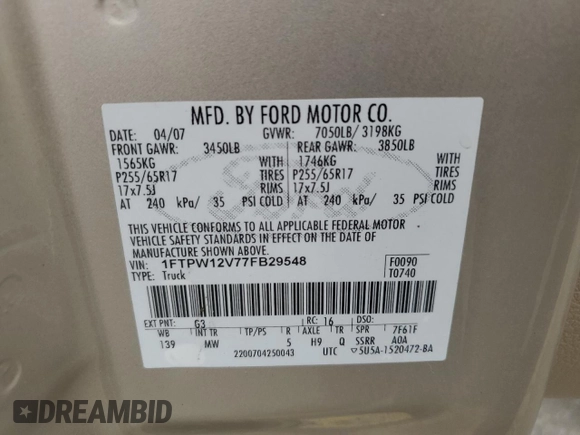 MFD. BY FORD MOTOR CO.
DATE: 04/07 GVWR: 7050LB/ 3198KG
FRONT GAWR: 3450LB REAR GAWR: 3850LB
1565KG WITH 1746KG WITH
P255/65R17 TIRES P255/65R17 TIRES
17x7.5J RIMS 17x7.5J RIMS
AT 240 kPa/ 35 PSI COLD AT 240 kPa/ 35 PSI COLD
THIS VEHICLE CONFORMS TO ALL APPLICABLE FEDERAL MOTOR
VEHICLE SAFETY STANDARDS IN EFFECT ON THE DATE OF
MANUFACTURE SHOWN ABOVE.
VIN: 1FTPW12V77FB29548 F0090
TYPE: Truck T0740
EXT PNT: G3 RC: 16 DSO:
WB INT TR TP/PS R AXLE TR SPR 7F61F
139 MW 5 H9 Q SSRR A0A
2200704250043 UTC 5U5A-1520472-BA
©DREAMBID